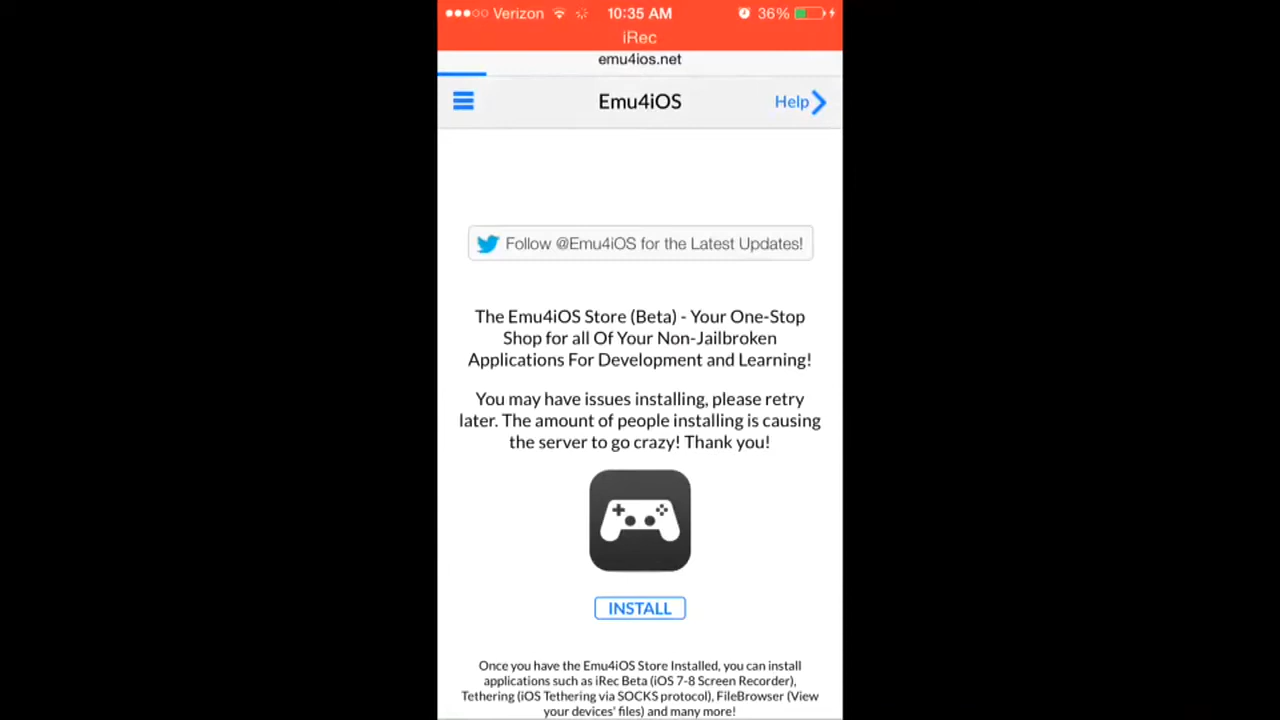 Verizon 10:35 AM 36%
iRec
emu4ios.net
Emu4iOS Help
Follow @Emu4iOS for the Latest Updates!
The Emu4iOS Store (Beta) - Your One-Stop
Shop for all Of Your Non-Jailbroken
Applications For Development and Learning!
You may have issues installing, please retry
later. The amount of people installing is causing
the server to go crazy! Thank you!
INSTALL
Once you have the Emu4iOS Store Installed, you can install
applications such as iRec Beta (iOS 7-8 Screen Recorder),
Tethering (iOS Tethering via SOCKS protocol), FileBrowser (View
your devices' files) and many more!